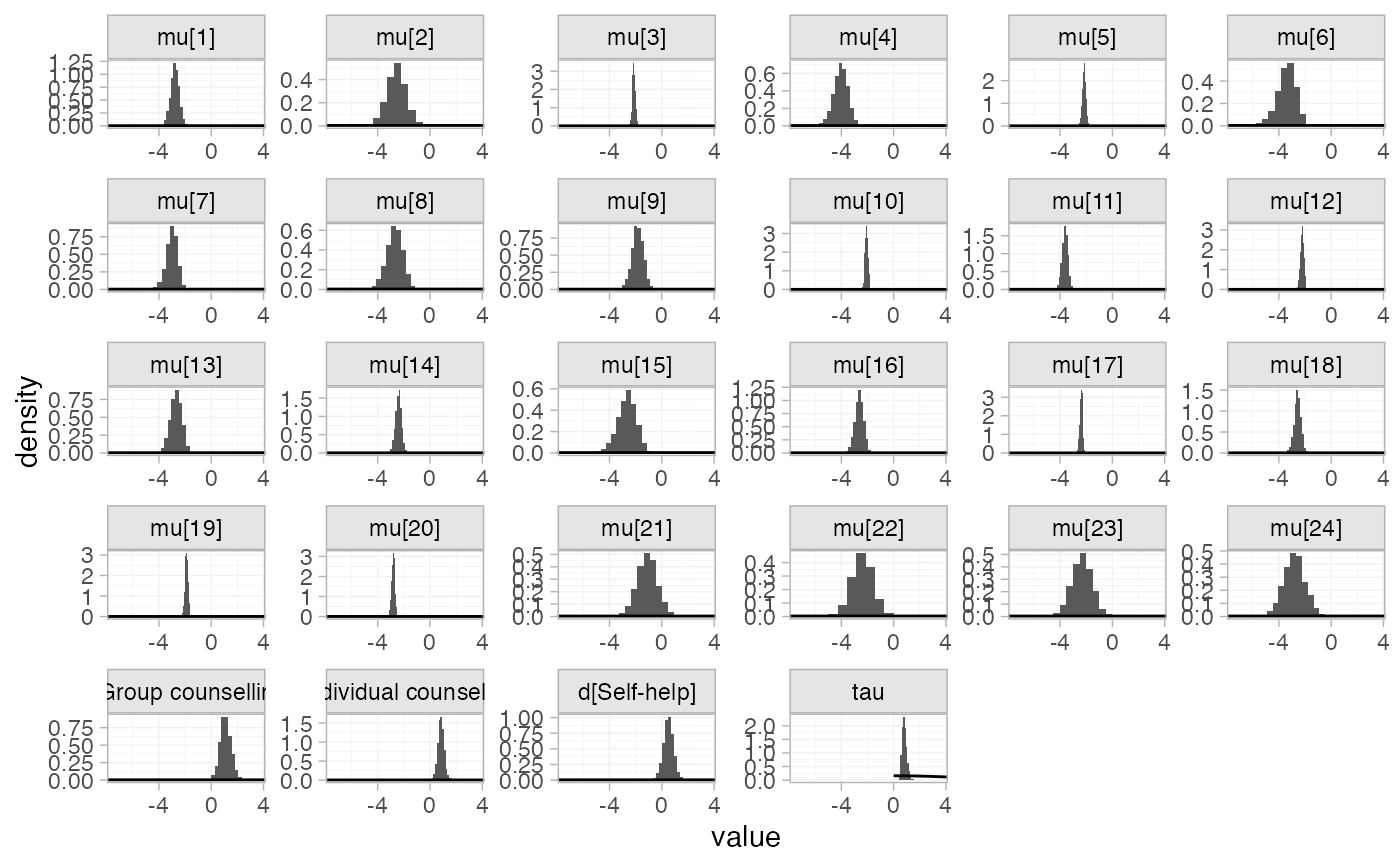 mu[1] mu[2] mu[3] mu[4] mu[5] mu[6]
1.25 1.00 0.75 0.50 0.25 0.00
0.4 0.2 0.0
3 2 1 0
0.6 0.4 0.2 0.0
2 1 0
0.4 0.2 0.0
-4 0 4 -4 0 4 -4 0 4 -4 0 4 -4 0 4 -4 0 4
mu[7] mu[8] mu[9] mu[10] mu[11] mu[12]
0.75 0.50 0.25 0.00
0.6 0.4 0.2 0.0
0.75 0.50 0.25 0.00
3 2 1 0
1.5 1.0 0.5 0.0
3 2 1 0
-4 0 4 -4 0 4 -4 0 4 -4 0 4 -4 0 4 -4 0 4
density
mu[13] mu[14] mu[15] mu[16] mu[17] mu[18]
0.75 0.50 0.25 0.00
1.5 1.0 0.5 0.0
0.6 0.4 0.2 0.0
1.25 1.00 0.75 0.50 0.25 0.00
3 2 1 0
1.5 1.0 0.5 0.0
-4 0 4 -4 0 4 -4 0 4 -4 0 4 -4 0 4 -4 0 4
mu[19] mu[20] mu[21] mu[22] mu[23] mu[24]
3 2 1 0
3 2 1 0
0.5 0.4 0.3 0.2 0.1 0.0
0.4 0.3 0.2 0.1 0.0
0.5 0.4 0.3 0.2 0.1 0.0
0.5 0.4 0.3 0.2 0.1 0.0
-4 0 4 -4 0 4 -4 0 4 -4 0 4 -4 0 4 -4 0 4
Group counsellin dividual counsel d[Self-help] tau
0.75 0.50 0.25 0.00
1.5 1.0 0.5 0.0
1.00 0.75 0.50 0.25 0.00
2.0 1.5 1.0 0.5 0.0
-4 0 4 -4 0 4 -4 0 4 -4 0 4
value